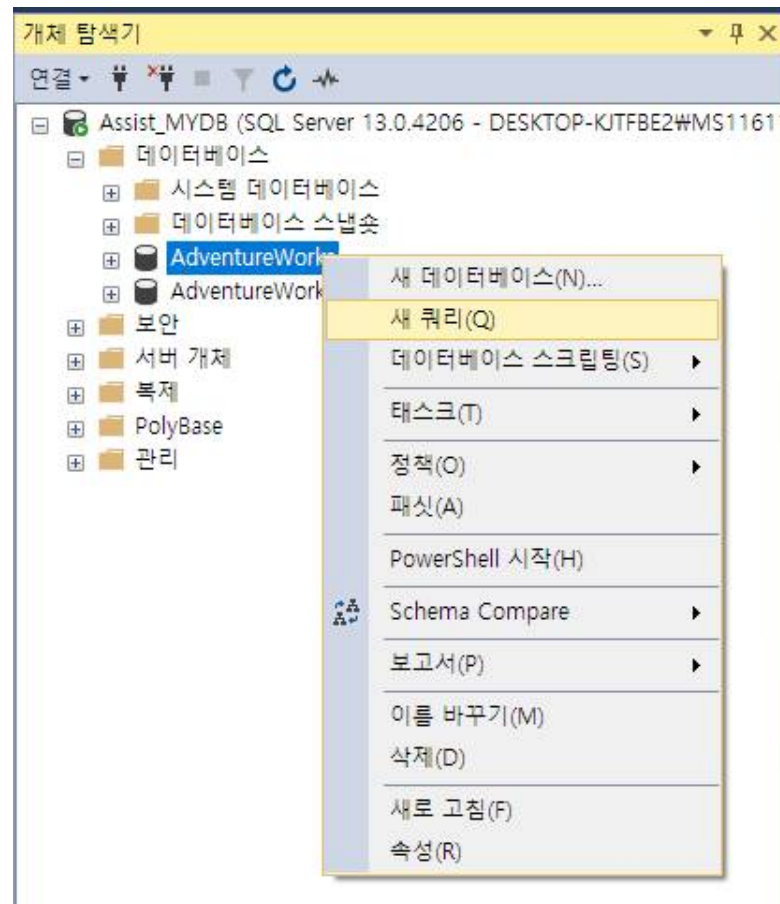 개체 탐색기
연결
Assist_MYDB (SQL Server 13.0.4206 - DESKTOP-KJTFBE2₩MS1161
데이터베이스
시스템 데이터베이스
데이터베이스 스냅숏
AdventureWorks
AdventureWork
보안
서버 개체
복제
PolyBase
관리
새 데이터베이스(N)...
새 쿼리(Q)
데이터베이스 스크립팅(S)
태스크(T)
정책(O)
패싯(A)
PowerShell 시작(H)
Schema Compare
보고서(P)
이름 바꾸기(M)
삭제(D)
새로 고침(F)
속성(R)